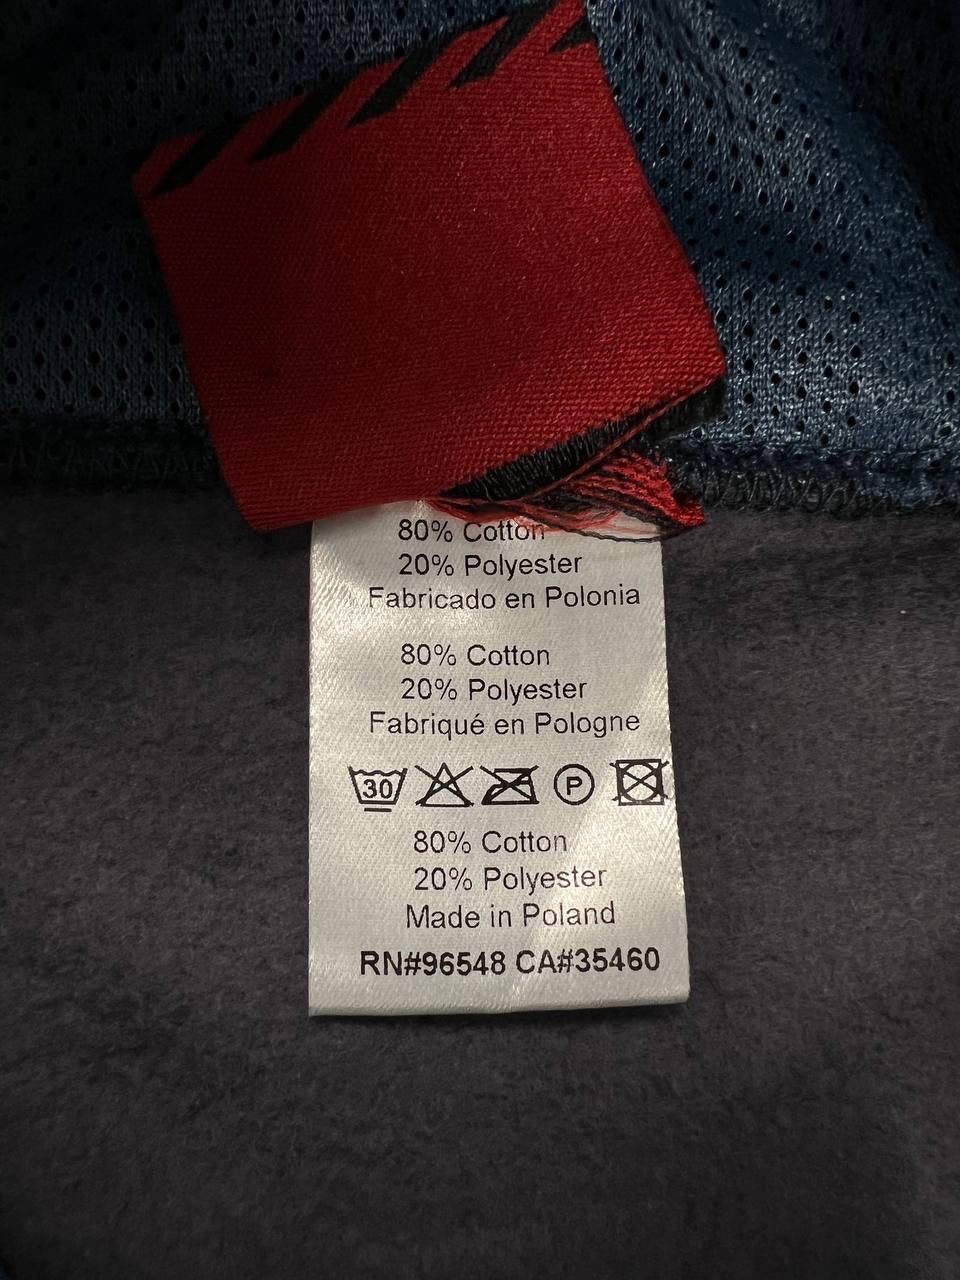 80% Cotton
20% Polyester
Fabricado en Polonia
80% Cotton
20% Polyester
Fabriqué en Pologne
30 P
80% Cotton
20% Polyester
Made in Poland
RN#96548 CA#35460